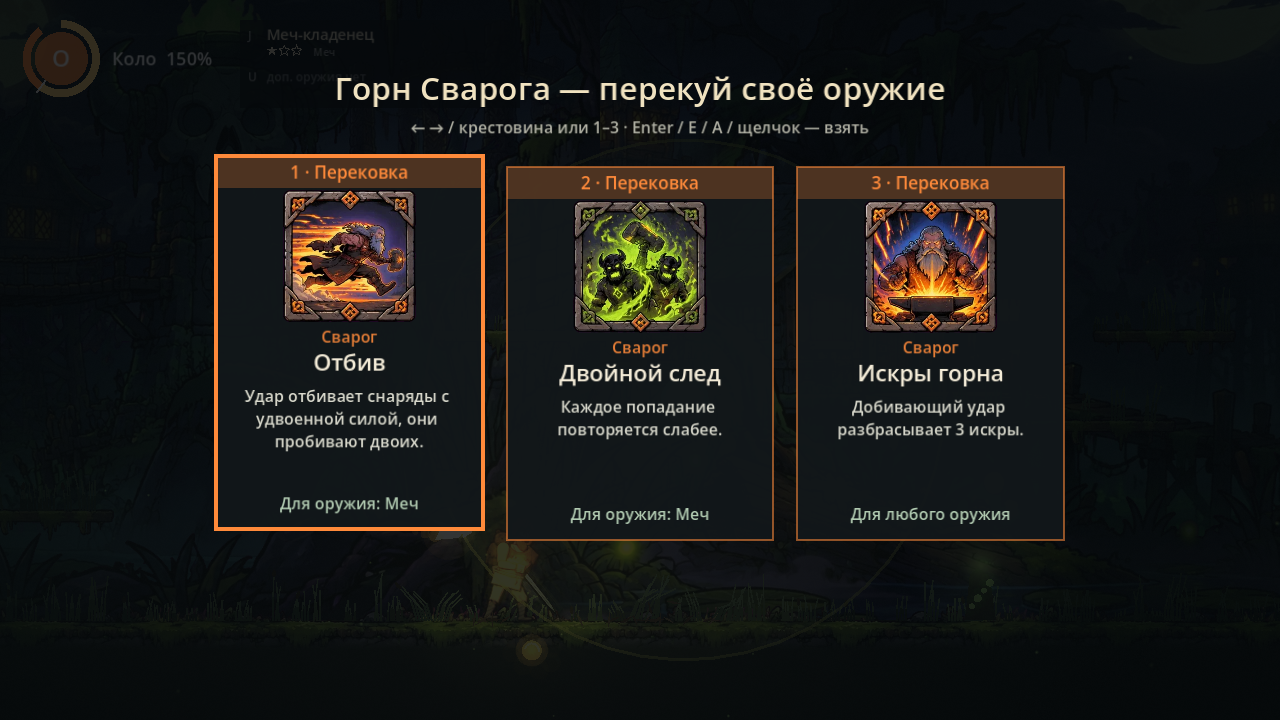 О
Коло 150%
J Меч-кладенец
★☆☆ Меч
U доп. оружия нет
Горн Сварога — перекуй своё оружие
←→ / крестовина или 1–3 · Enter / E / A / щелчок — взять
1 · Перековка
Сварог
Отбив
Удар отбивает снаряды с
удвоенной силой, они
пробивают двоих.
Для оружия: Меч
2 · Перековка
Сварог
Двойной след
Каждое попадание
повторяется слабее.
Для оружия: Меч
3 · Перековка
Сварог
Искры горна
Добивающий удар
разбрасывает 3 искры.
Для любого оружия